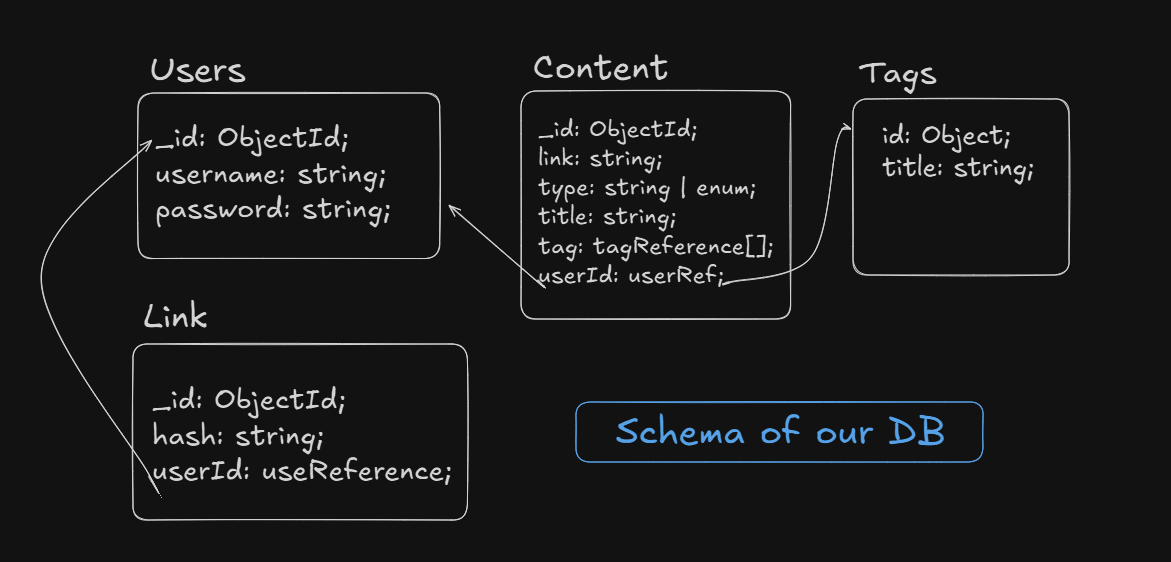 Users
_id: ObjectId;
username: string;
password: string;
Content
_id: ObjectId;
link: string;
type: string | enum;
title: string;
tag: tagReference[];
userId: userRef;
Tags
id: Object;
title: string;
Link
_id: ObjectId;
hash: string;
userId: useReference;
Schema of our DB